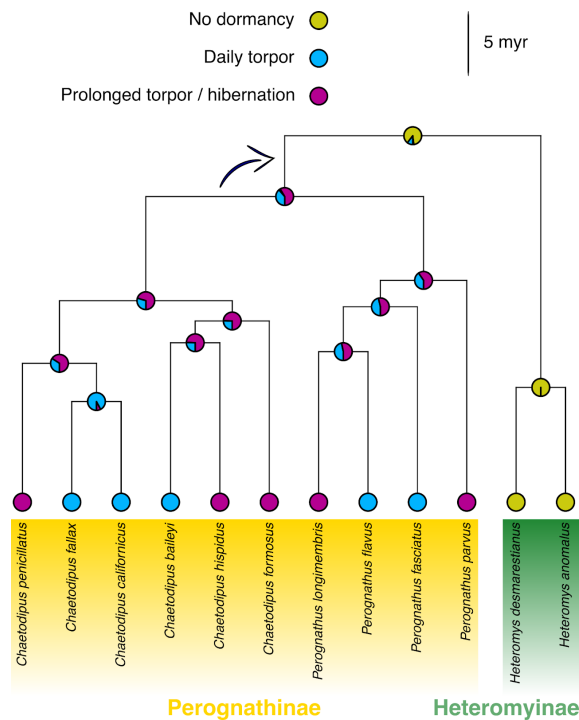 No dormancy
5 myr
Daily torpor
Prolonged torpor / hibernation
Chaetodipus penicillatus
Chaetodipus fallax
Chaetodipus californicus
Chaetodipus baileyi
Chaetodipus hispidus
Chaetodipus formosus
Perognathus longimembris
Perognathus flavus
Perognathus fasciatus
Perognathus parvus
Heteromys desmarestianus
Heteromys anomalus
Perognathinae
Heteromyinae